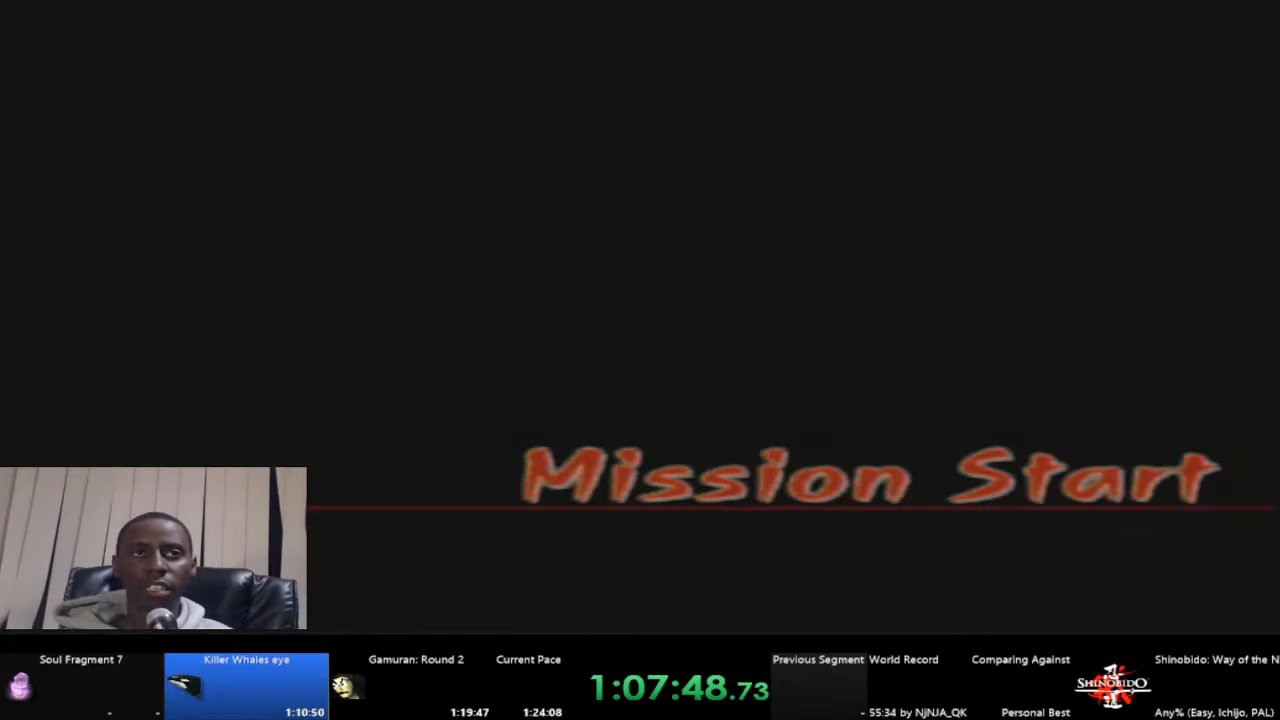 Mission Start
Soul Fragment 7
- -
Killer Whales eye
1:10:50
Gamuran: Round 2
1:19:47
Current Pace
1:24:08
1:07:48.73
Previous Segment
-
World Record
55:34 by NjNJA_QK
Comparing Against
Personal Best
SHINOBIDO
Shinobido: Way of the N
Any% (Easy, Ichijo, PAL)